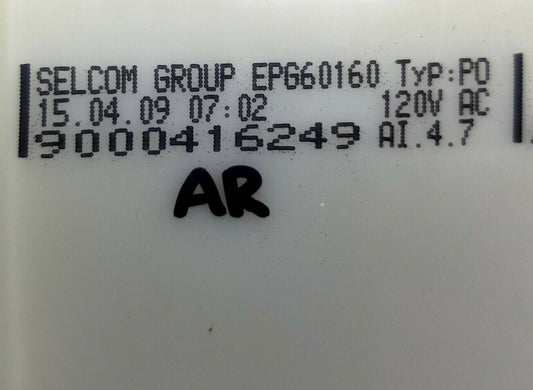 SELCOM GROUP EPG60160 TYP:PO
15.04.09 07:02 120V AC
9000416249 AI.4.7
AR